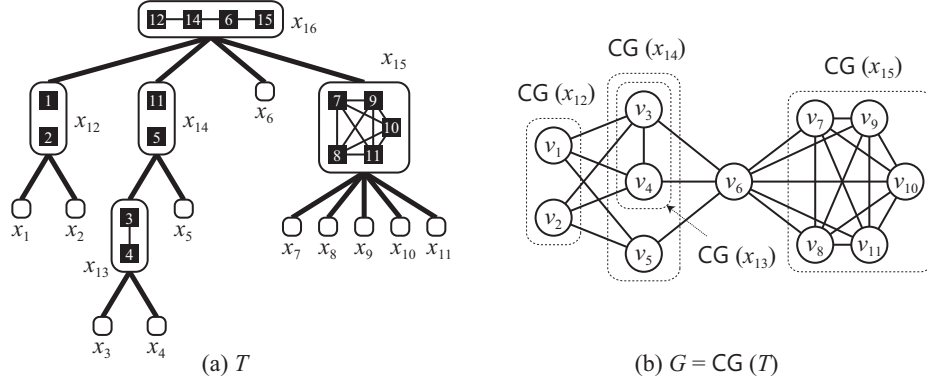 12 14 6 15 x16
1 2 x12
11 5 x14
x6
x15
7 9 10 8 11
x1 x2
3 4 x13
x5
x7 x8 x9 x10 x11
x3 x4
(a) T
CG (x14)
CG (x12)
CG (x15)
v3
v1
v4
v2
v5
v6
v7 v9
v10
v8 v11
CG (x13)
(b) G = CG (T)